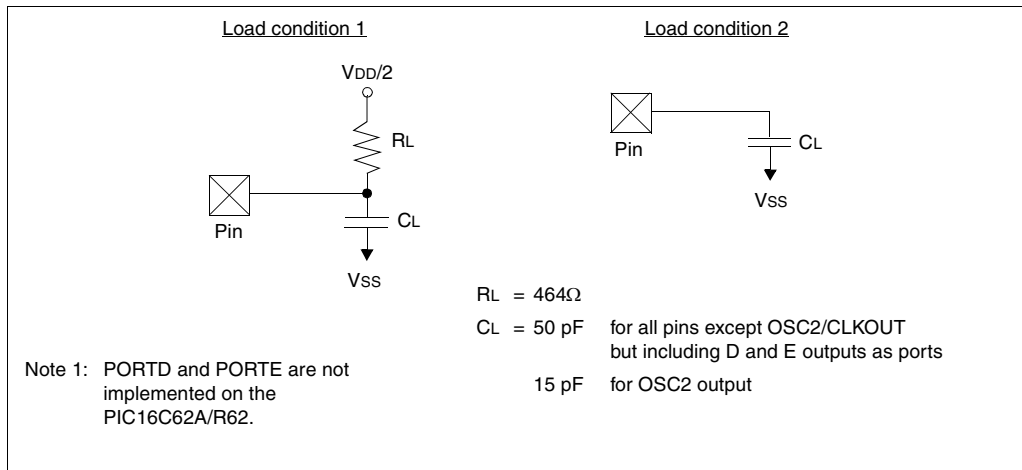 Load condition 1
Load condition 2
VDD/2
RL
Pin
CL
VSS
Pin
CL
VSS
RL = 464Ω
CL = 50 pF for all pins except OSC2/CLKOUT
but including D and E outputs as ports
15 pF for OSC2 output
Note 1: PORTD and PORTE are not
implemented on the
PIC16C62A/R62.